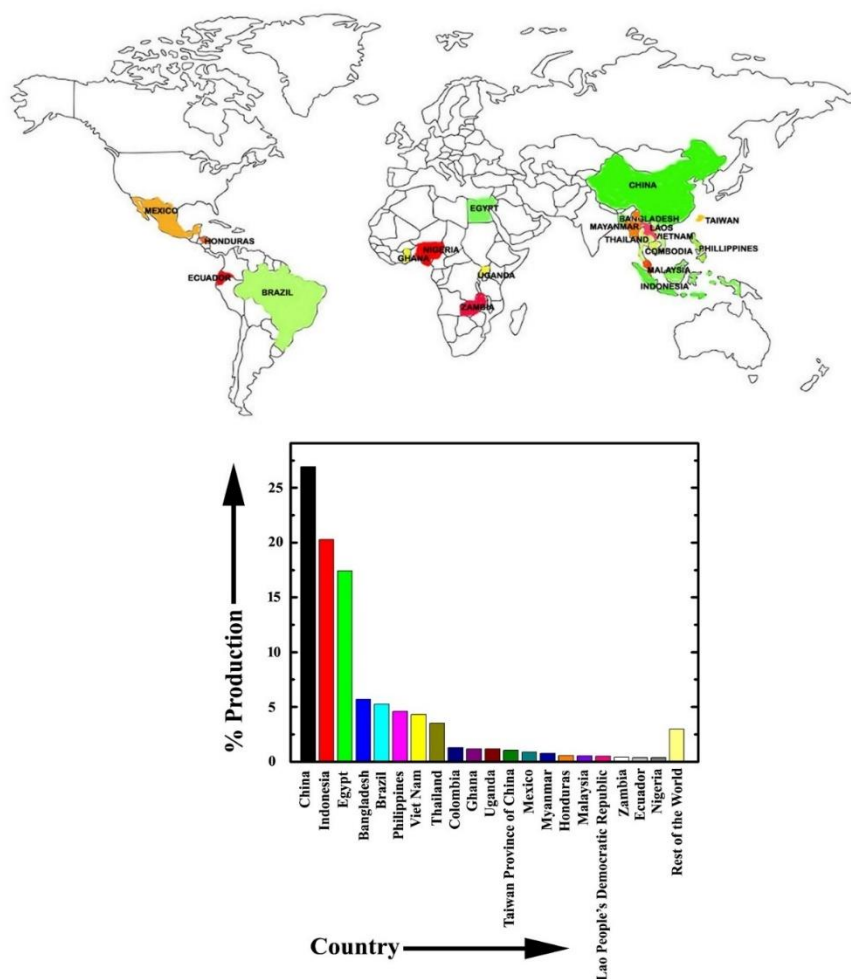 CHINA
EGYPT
MEXICO
BANGLADESH
TAIWAN
MAYANMAR
LAOS
HONDURAS
VIETNAM
NIGERIA
THAILAND
PHILLIPPINES
COMBODIA
GHANA
ECUADOR
UGANDA
MALAYSIA
BRAZIL
INDONESIA
ZAMBIA
% Production
25
20
15
10
5
0
China
Indonesia
Egypt
Bangladesh
Brazil
Philippines
Viet Nam
Thailand
Colombia
Ghana
Uganda
Taiwan Province of China
Mexico
Myanmar
Honduras
Malaysia
Lao People's Democratic Republic
Zambia
Ecuador
Nigeria
Rest of the World
Country